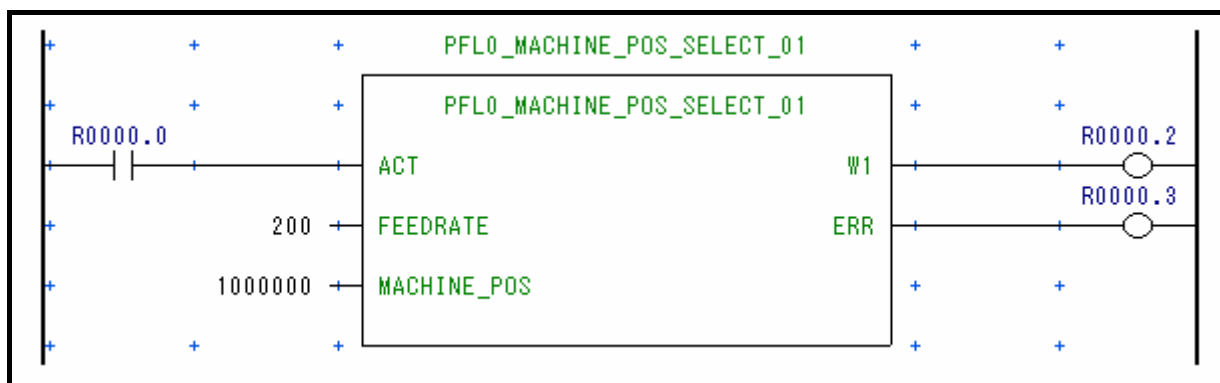 PFL0_MACHINE_POS_SELECT_01
PFL0_MACHINE_POS_SELECT_01
R0000.0
R0000.2
ACT
W1
R0000.3
200
FEEDRATE
ERR
1000000
MACHINE_POS